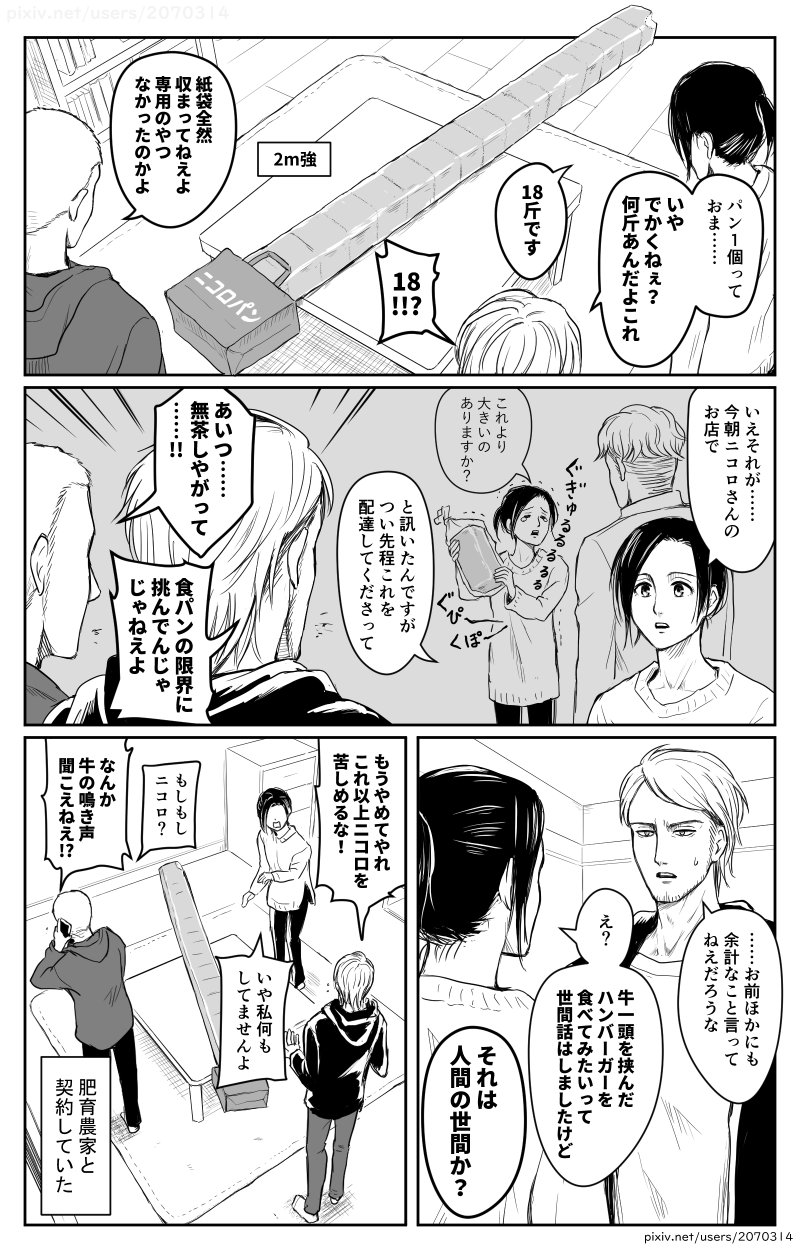 pixiv.net/users/2070314
パン1個って
おま……
いや
でかくねぇ？
何斤あんだよこれ
18斤です
18
!!!?
2m強
紙袋全然
収まってねえよ
専用のやつ
なかったのかよ
ニコロパン
いえそれが……
今朝ニコロさんの
お店で
これより
大きいの
ありますか？
ぐきゅるるるるる
ぐぴー
くぽー
と訊いたんですが
つい先程これを
配達してくださって
あいつ……
無茶しやがって
……!!
食パンの限界に
挑んでんじゃ
じゃねえよ
……お前ほかにも
余計なこと言って
ねえだろうな
え？
牛一頭を挟んだ
ハンバーガーを
食べてみたいって
世間話はしましたけど
それは
人間の世間か？
もうやめてやれ
これ以上ニコロを
苦しめるな！
いや私何も
してませんよ
もしもし
ニコロ？
なんか
牛の鳴き声
聞こえねえ!?
肥育農家と
契約していた
pixiv.net/users/2070314